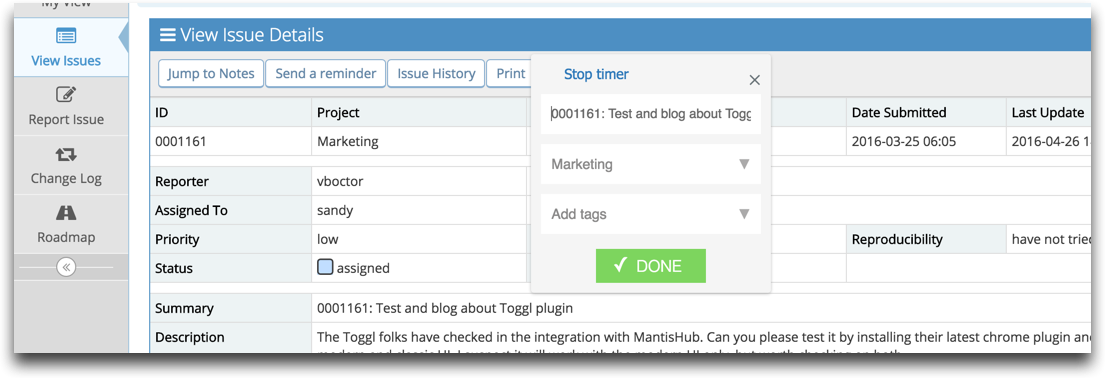 My View
View Issues
Report Issue
Change Log
Roadmap
View Issue Details
Jump to Notes Send a reminder Issue History Print
Stop timer
0001161: Test and blog about Togg
Marketing
Add tags
DONE
ID Project Date Submitted Last Update
0001161 Marketing 2016-03-25 06:05 2016-04-26
Reporter vboctor
Assigned To sandy
Priority low Reproducibility have not tried
Status assigned
Summary 0001161: Test and blog about Toggl plugin
Description The Toggl folks have checked in the integration with MantisHub. Can you please test it by installing their latest chrome plugin and